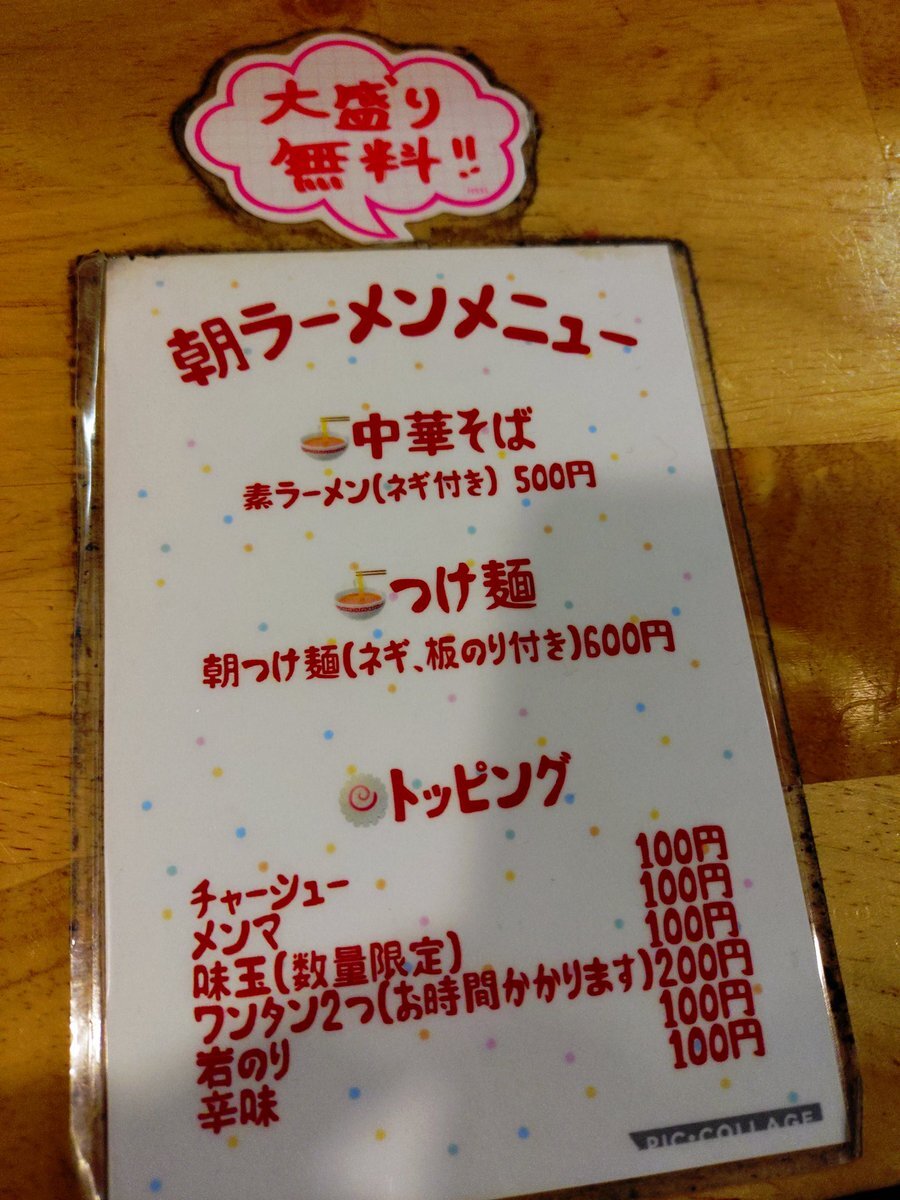 大盛り
無料!!
朝ラーメンメニュー
中華そば
素ラーメン(ネギ付き) 500円
つけ麺
朝つけ麺(ネギ、板のり付き)600円
トッピング
チャーシュー 100円
メンマ 100円
味玉(数量限定) 100円
ワンタン2つ(お時間かかります)200円
岩のり 100円
辛味 100円
PIC•COLLAGE